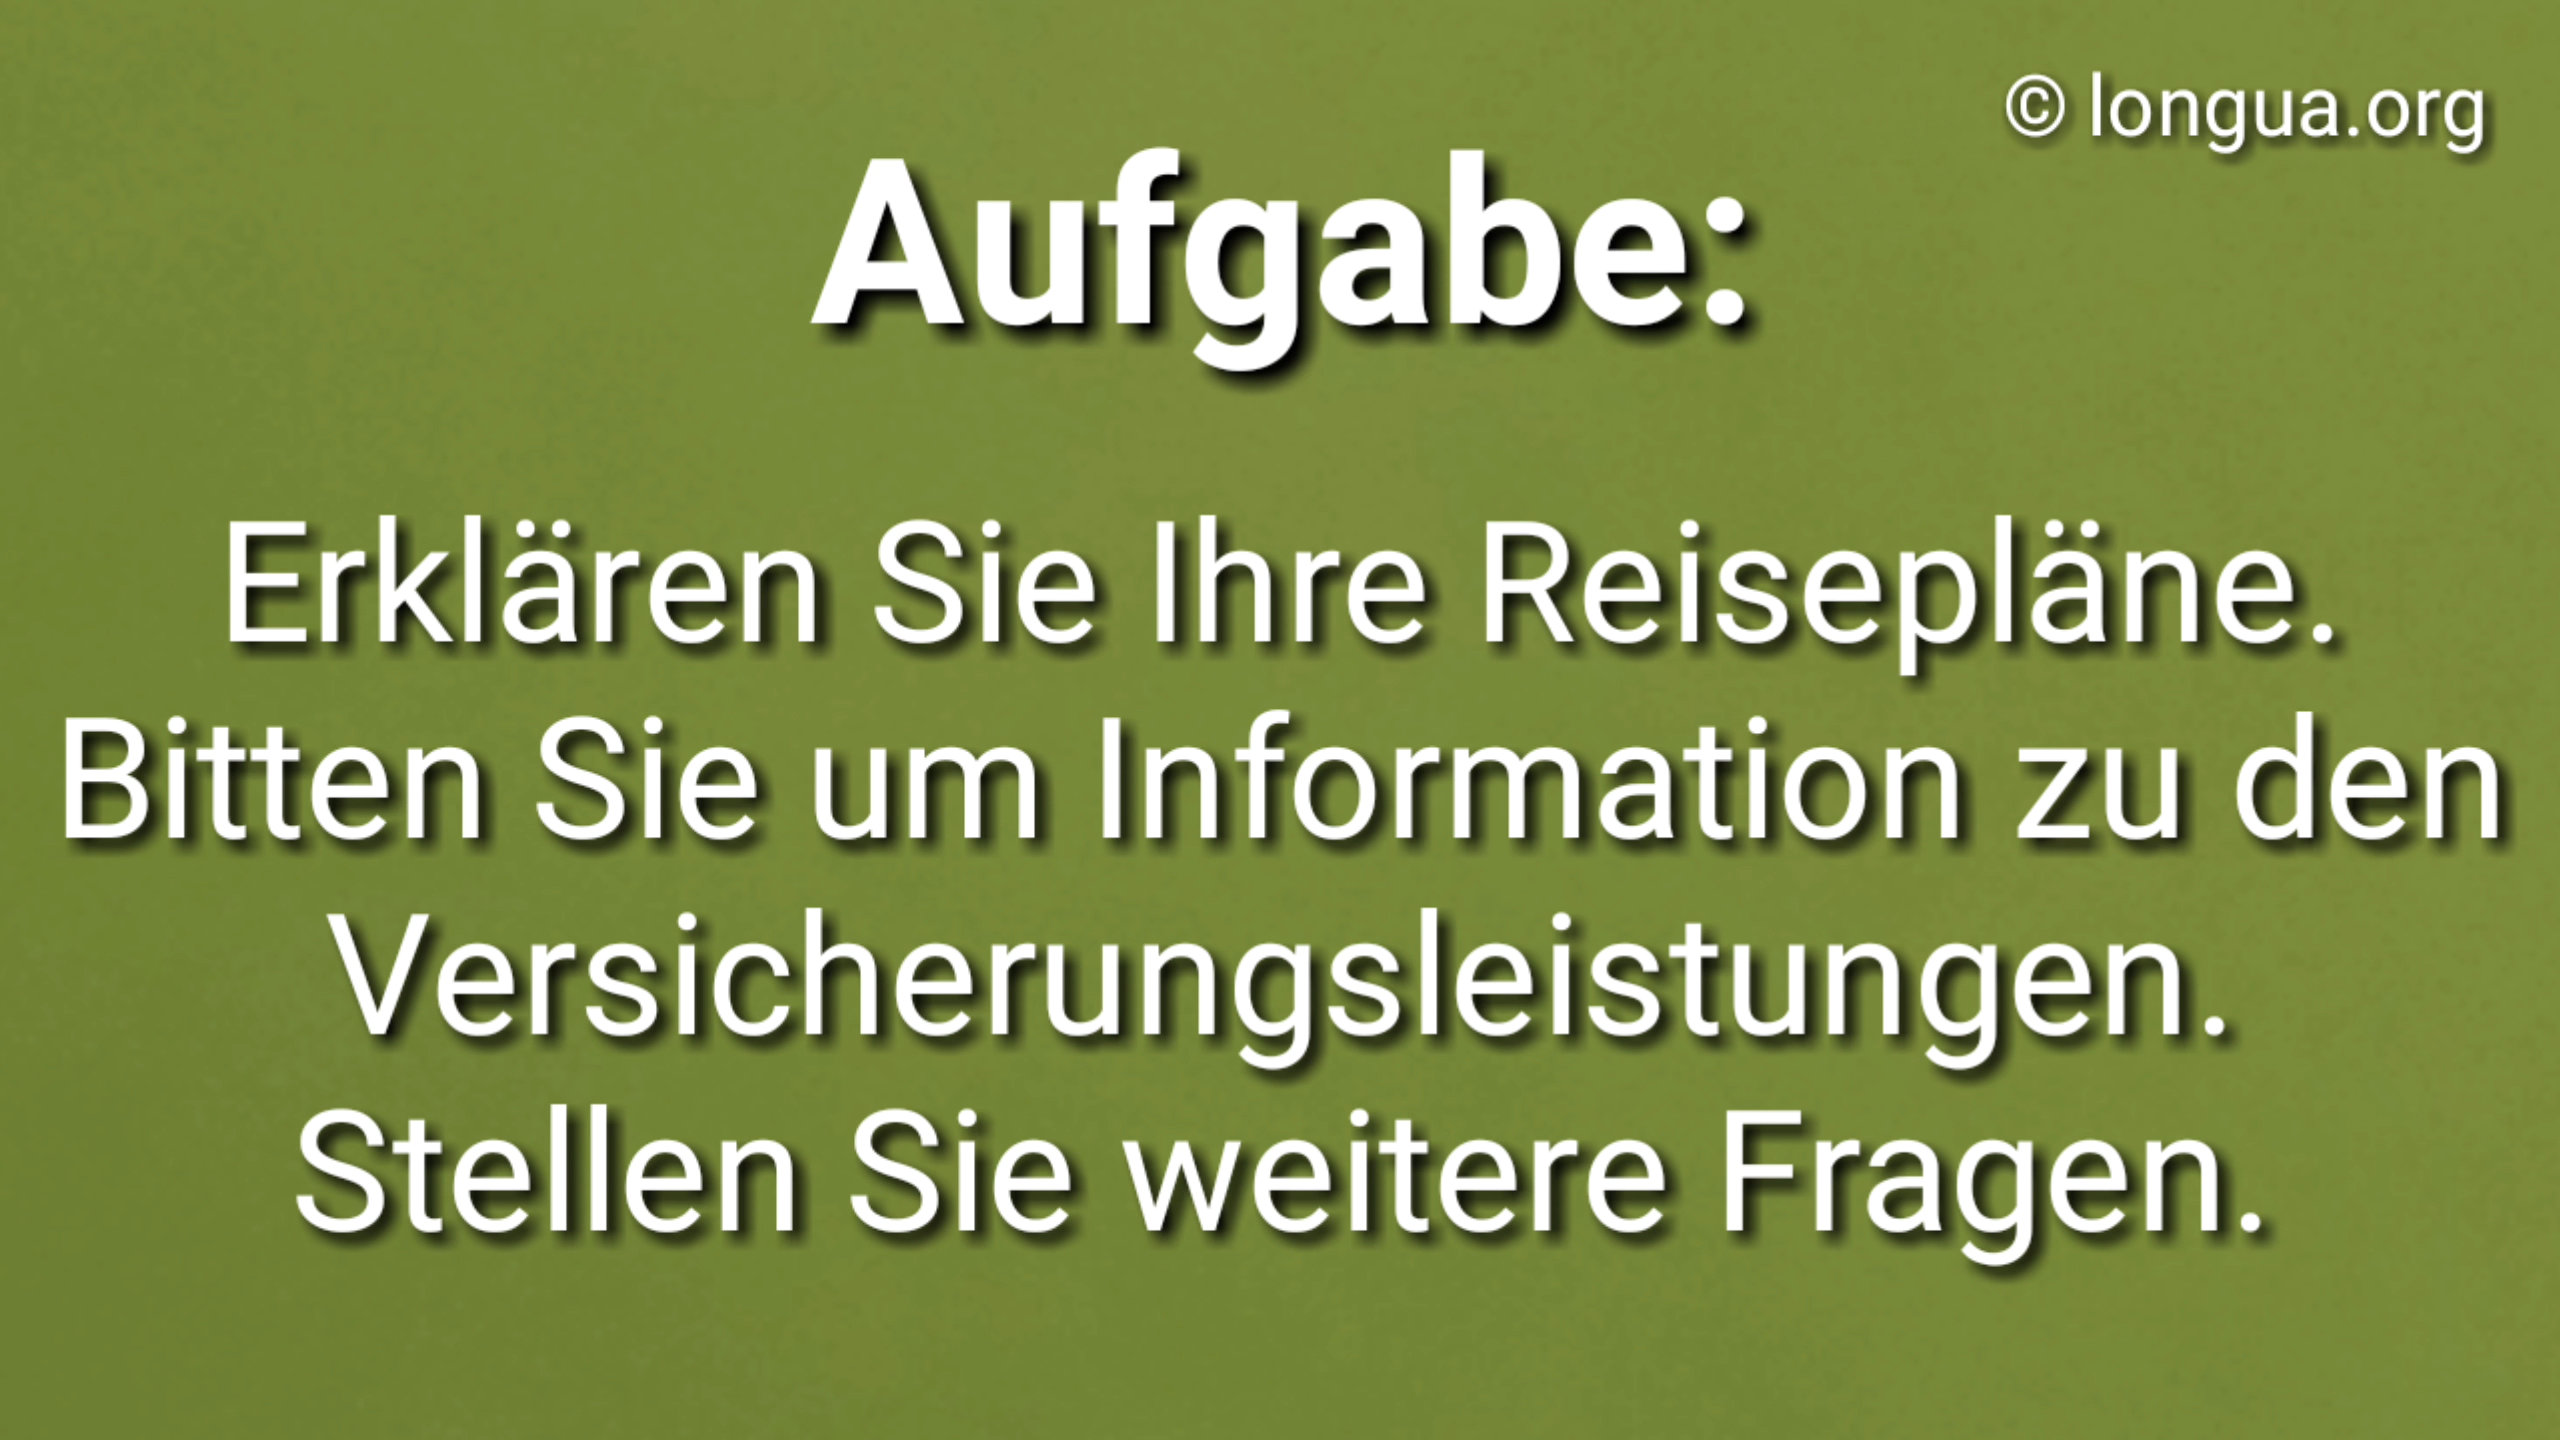 © longua.org
Aufgabe:
Erklären Sie Ihre Reisepläne.
Bitten Sie um Information zu den
Versicherungsleistungen.
Stellen Sie weitere Fragen.